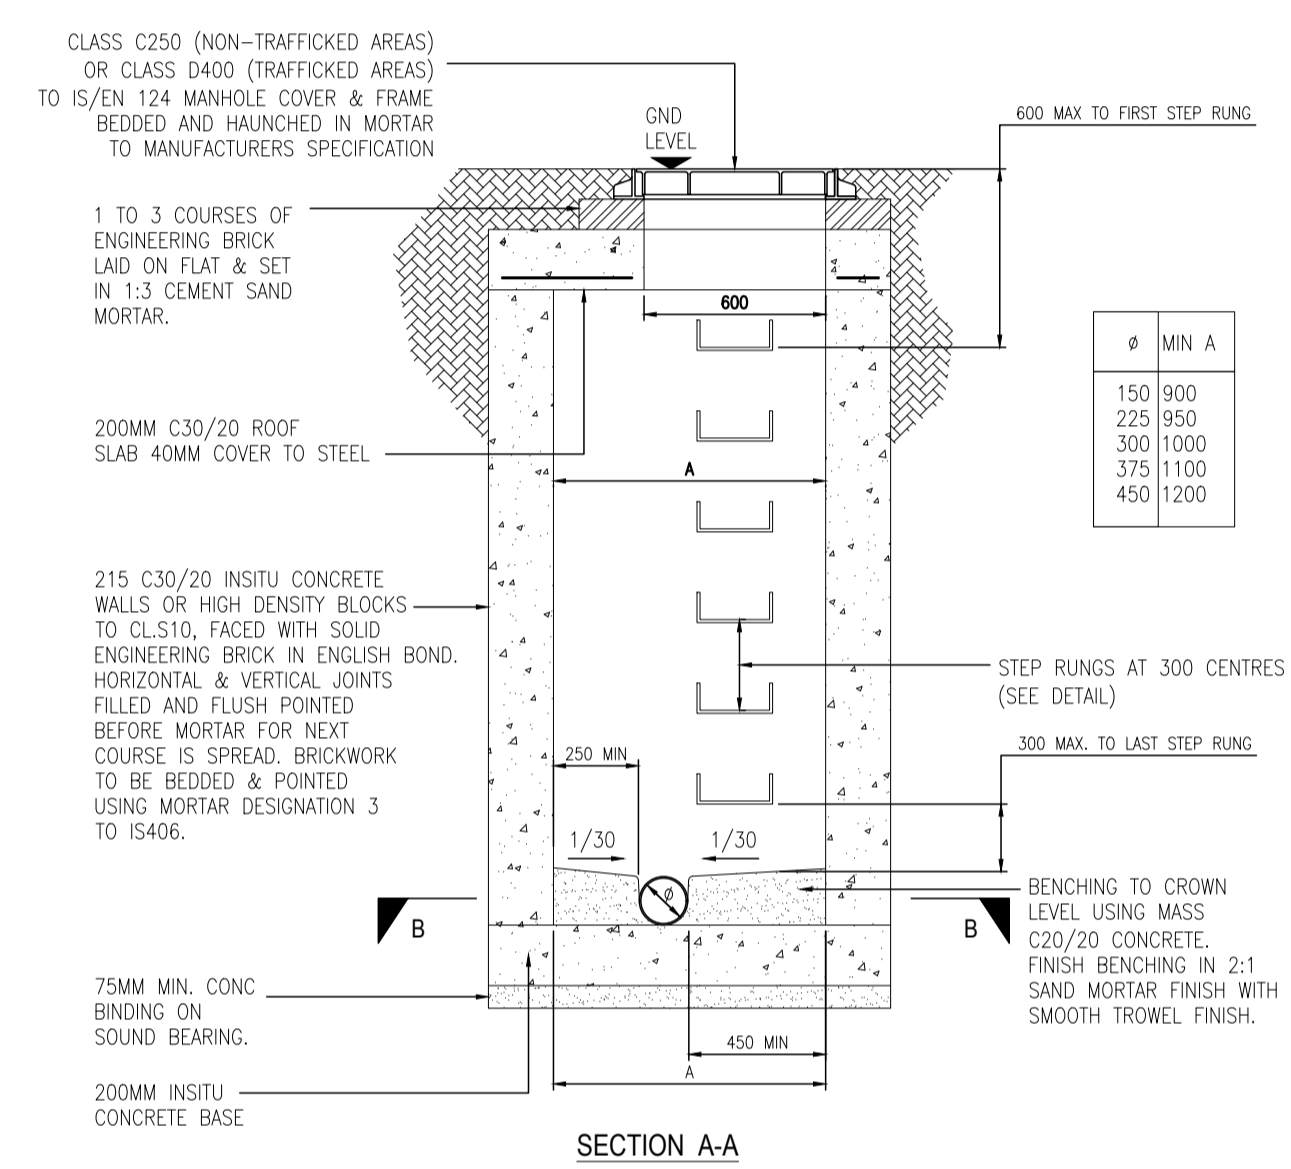 CLASS C250 (NON-TRAFFICKED AREAS)
OR CLASS D400 (TRAFFICKED AREAS)
TO IS/EN 124 MANHOLE COVER & FRAME
BEDDED AND HAUNCHED IN MORTAR
TO MANUFACTURERS SPECIFICATION
GND
LEVEL
600 MAX TO FIRST STEP RUNG
1 TO 3 COURSES OF
ENGINEERING BRICK
LAID ON FLAT & SET
IN 1:3 CEMENT SAND
MORTAR.
600
Ø MIN A
150 900
225 950
300 1000
375 1100
450 1200
200MM C30/20 ROOF
SLAB 40MM COVER TO STEEL
A
215 C30/20 INSITU CONCRETE
WALLS OR HIGH DENSITY BLOCKS
TO CL.S10, FACED WITH SOLID
ENGINEERING BRICK IN ENGLISH BOND.
HORIZONTAL & VERTICAL JOINTS
FILLED AND FLUSH POINTED
BEFORE MORTAR FOR NEXT
COURSE IS SPREAD. BRICKWORK
TO BE BEDDED & POINTED
USING MORTAR DESIGNATION 3
TO IS406.
STEP RUNGS AT 300 CENTRES
(SEE DETAIL)
300 MAX. TO LAST STEP RUNG
250 MIN
1/30
1/30
Ø
B
B
BENCHING TO CROWN
LEVEL USING MASS
C20/20 CONCRETE.
FINISH BENCHING IN 2:1
SAND MORTAR FINISH WITH
SMOOTH TROWEL FINISH.
75MM MIN. CONC
BINDING ON
SOUND BEARING.
450 MIN
A
200MM INSITU
CONCRETE BASE
SECTION A-A